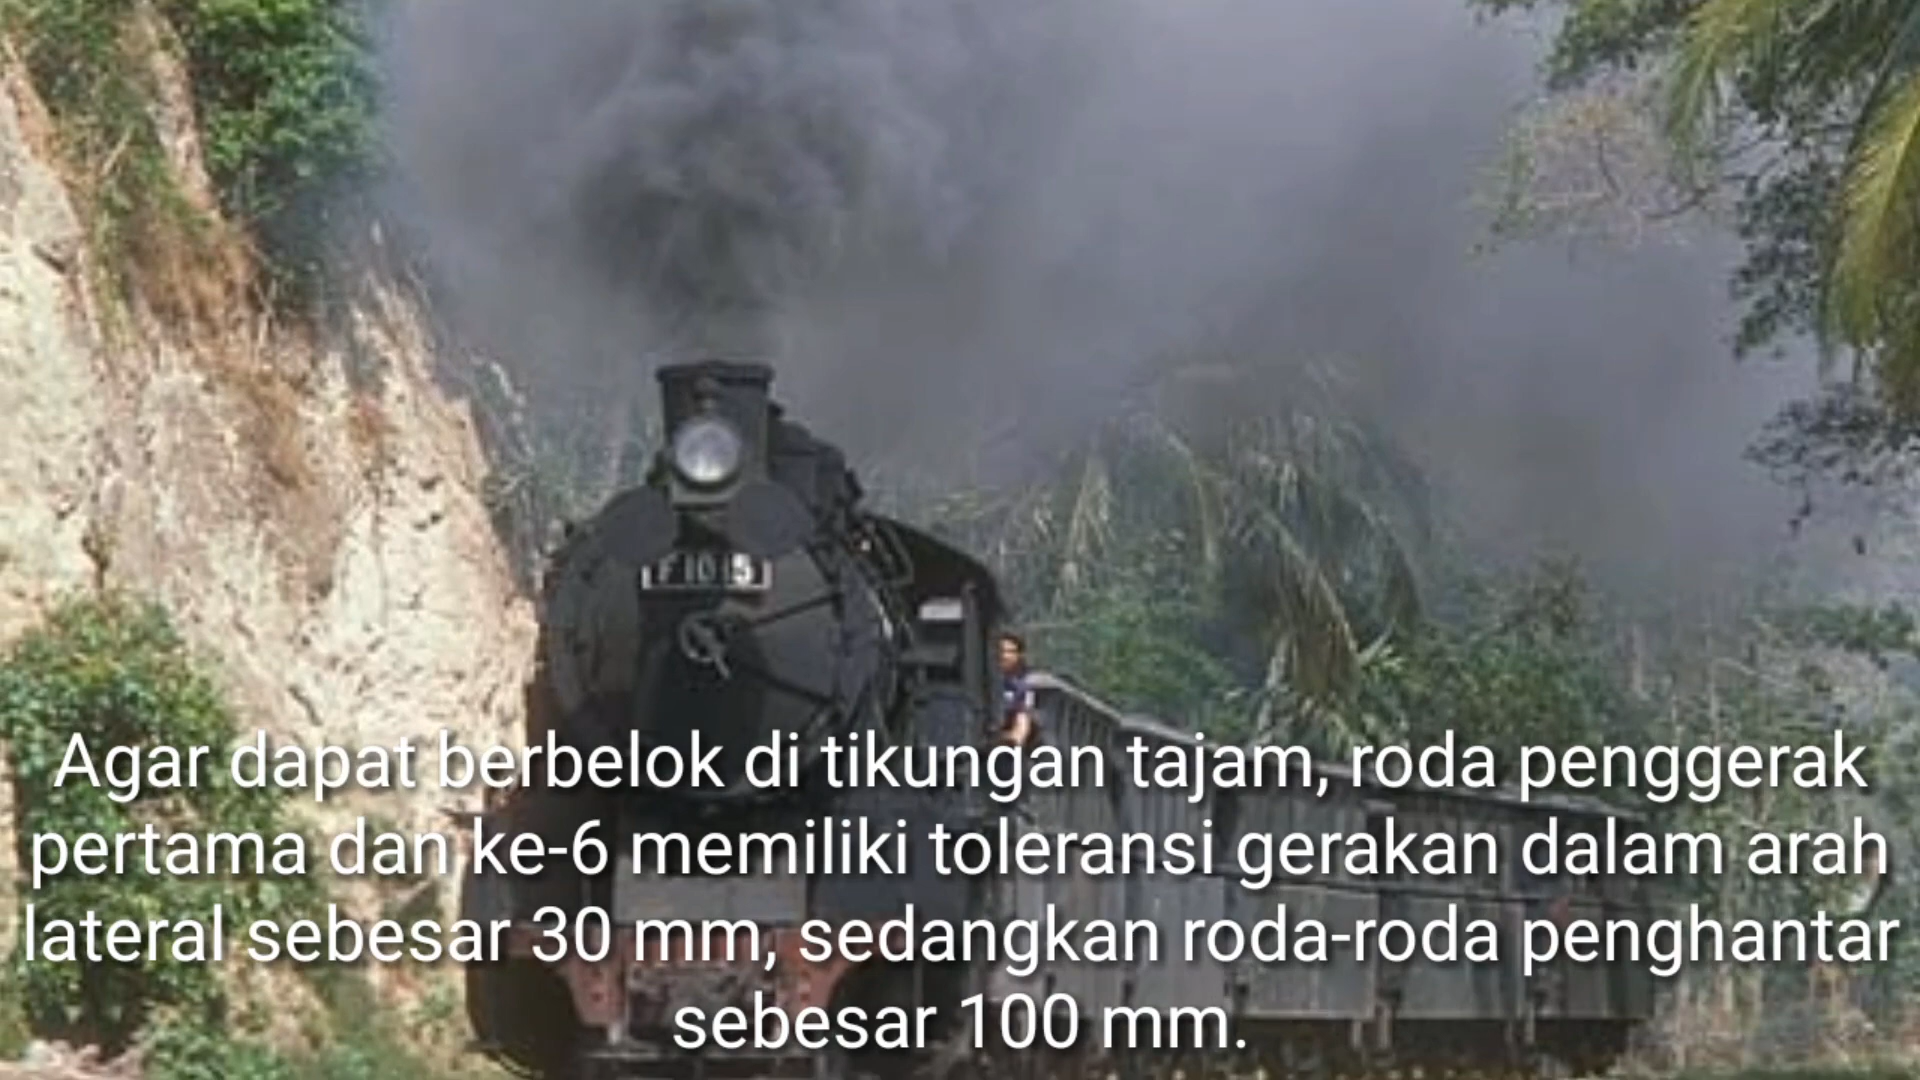 F 10 15
Agar dapat berbelok di tikungan tajam, roda penggerak
pertama dan ke-6 memiliki toleransi gerakan dalam arah
lateral sebesar 30 mm, sedangkan roda-roda penghantar
sebesar 100 mm.